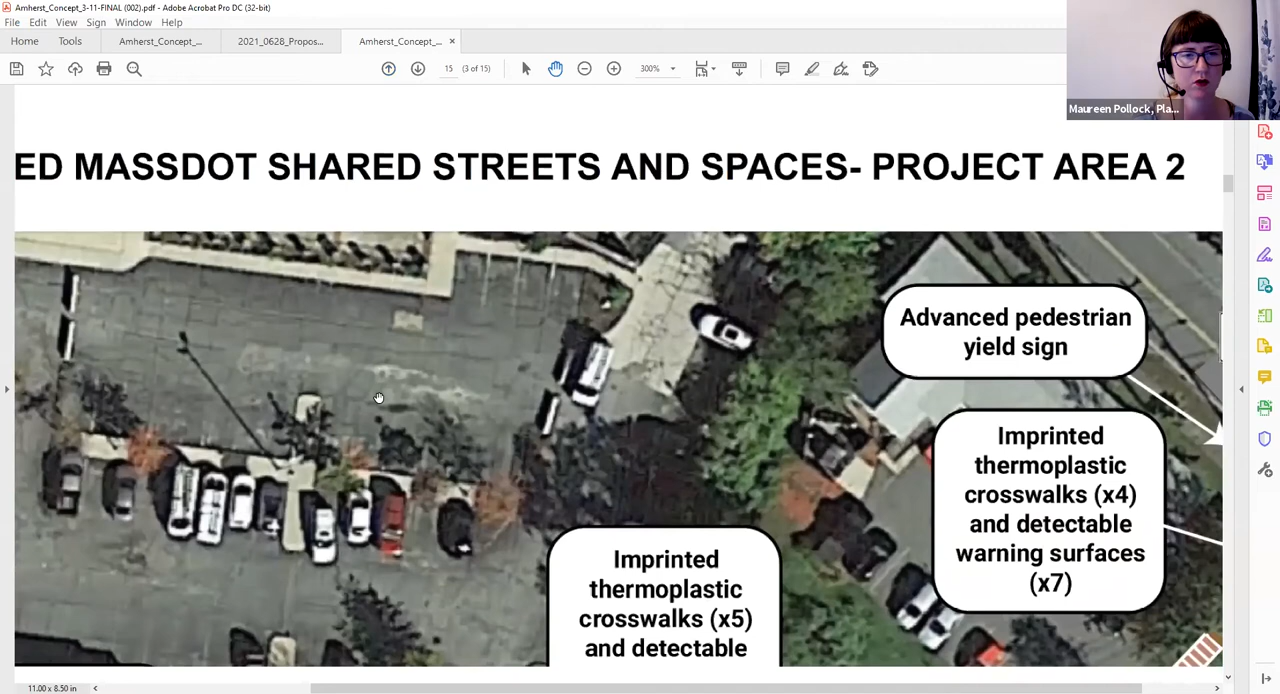 Amherst_Concept_3-11-FINAL (002).pdf - Adobe Acrobat Pro DC (32-bit)
File Edit View Sign Window Help
Home Tools Amherst_Concept_... 2021_0628_Propos... Amherst_Concept_... ×
15 (3 of 15) 300%
Maureen Pollock, Pla...
ED MASSDOT SHARED STREETS AND SPACES- PROJECT AREA 2
Advanced pedestrian
yield sign
Imprinted
thermoplastic
crosswalks (x4)
and detectable
warning surfaces
(x7)
Imprinted
thermoplastic
crosswalks (x5)
and detectable
11.00 x 8.50 in